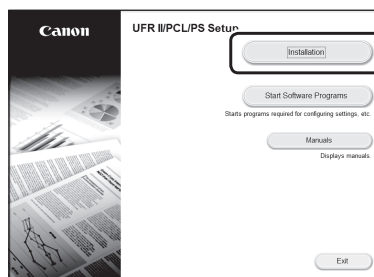 Canon
UFR II/PCL/PS Setup
Installation
Start Software Programs
Starts programs required for configuring settings, etc.
Manuals
Displays manuals.
Exit